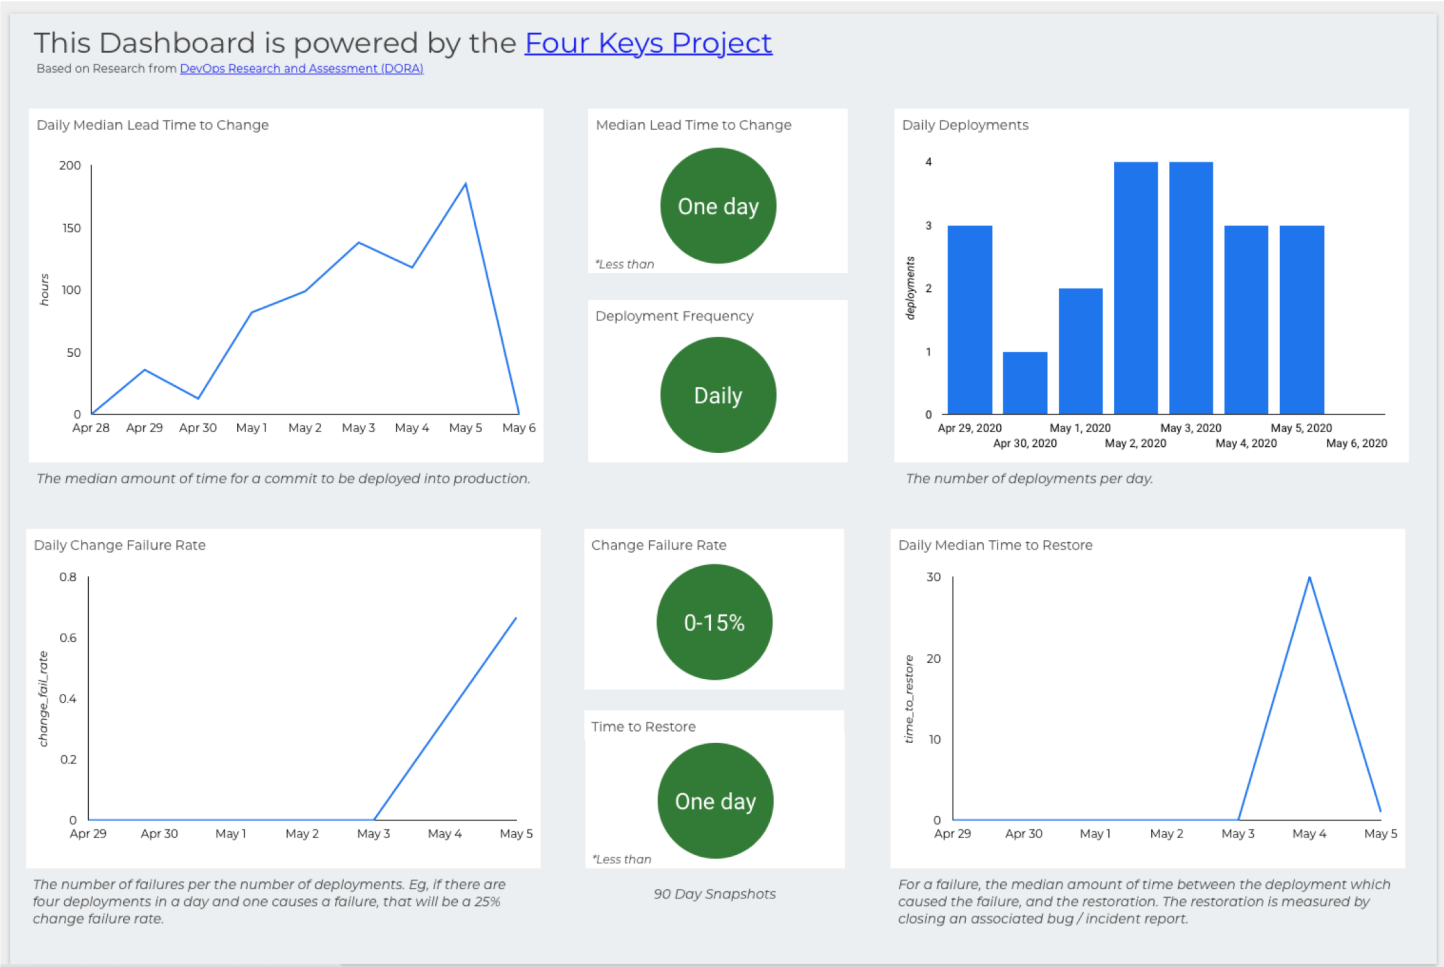 This Dashboard is powered by the Four Keys Project
Based on Research from DevOps Research and Assessment (DORA)
Daily Median Lead Time to Change
200
150
100
50
0
hours
Apr 28 Apr 29 Apr 30 May 1 May 2 May 3 May 4 May 5 May 6
The median amount of time for a commit to be deployed into production.
Median Lead Time to Change
One day
*Less than
Deployment Frequency
Daily
Daily Deployments
4
3
2
1
0
deployments
Apr 29, 2020 May 1, 2020 May 3, 2020 May 5, 2020
Apr 30, 2020 May 2, 2020 May 4, 2020 May 6, 2020
The number of deployments per day.
Daily Change Failure Rate
0.8
0.6
0.4
0.2
0
change_fail_rate
Apr 29 Apr 30 May 1 May 2 May 3 May 4 May 5
The number of failures per the number of deployments. Eg, if there are
four deployments in a day and one causes a failure, that will be a 25%
change failure rate.
Change Failure Rate
0-15%
Time to Restore
One day
*Less than
90 Day Snapshots
Daily Median Time to Restore
30
20
10
0
time_to_restore
Apr 29 Apr 30 May 1 May 2 May 3 May 4 May 5
For a failure, the median amount of time between the deployment which
caused the failure, and the restoration. The restoration is measured by
closing an associated bug / incident report.